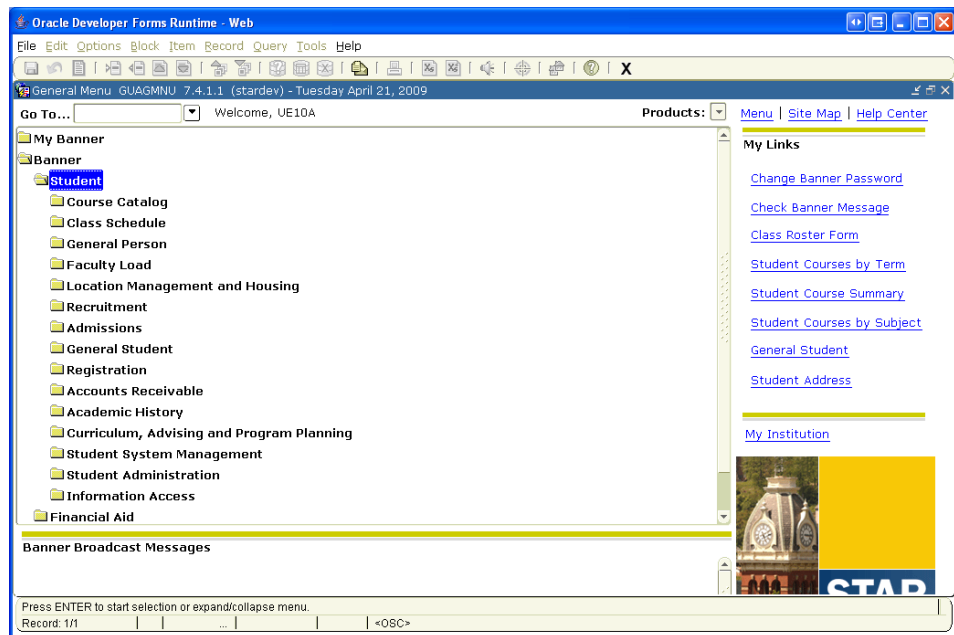 Oracle Developer Forms Runtime - Web
File Edit Options Block Item Record Query Tools Help
X
General Menu GUAGMNU 7.4.1.1 (stardev) - Tuesday April 21, 2009
Go To... Welcome, UE10A Products: Menu | Site Map | Help Center
My Banner
Banner
Student
Course Catalog
Class Schedule
General Person
Faculty Load
Location Management and Housing
Recruitment
Admissions
General Student
Registration
Accounts Receivable
Academic History
Curriculum, Advising and Program Planning
Student System Management
Student Administration
Information Access
Financial Aid
My Links
Change Banner Password
Check Banner Message
Class Roster Form
Student Courses by Term
Student Course Summary
Student Courses by Subject
General Student
Student Address
My Institution
STAR
Banner Broadcast Messages
Press ENTER to start selection or expand/collapse menu.
Record: 1/1 ... <OSC>